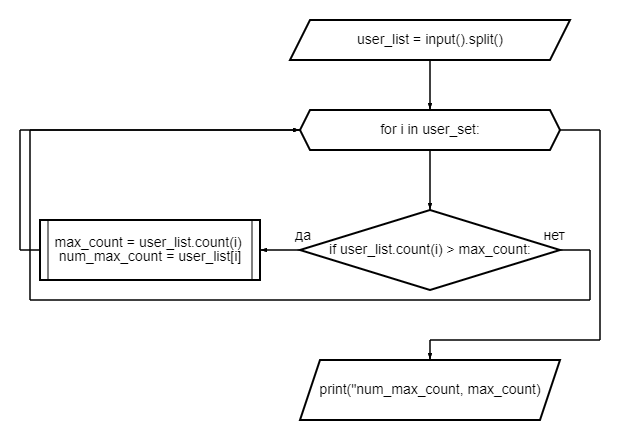 user_list = input().split()
for i in user_set:
да
нет
if user_list.count(i) > max_count:
max_count = user_list.count(i)
num_max_count = user_list[i]
print("num_max_count, max_count)